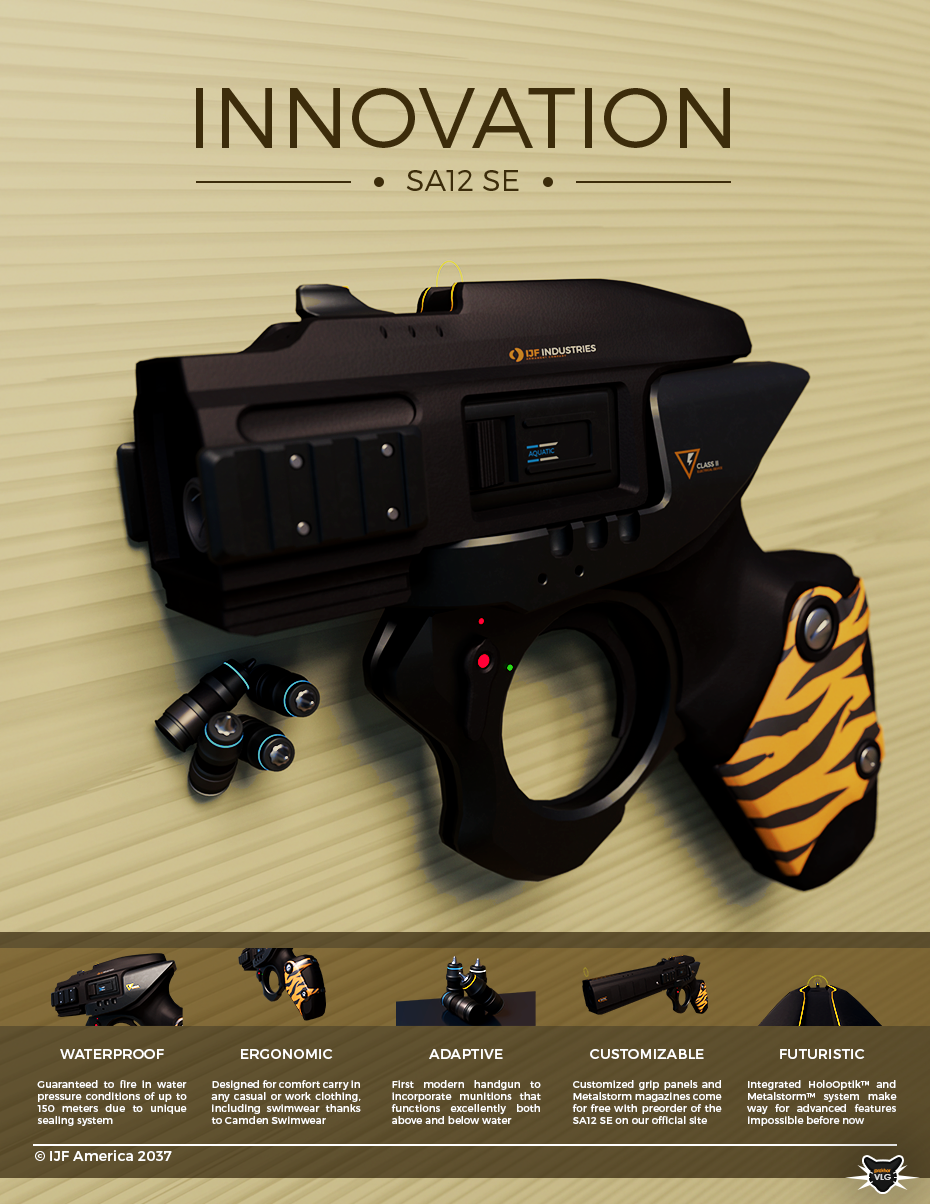 INNOVATION
SA12 SE
IJF INDUSTRIES
AQUATIC
CLASS II
WATERPROOF
Guaranteed to fire in water
pressure conditions of up to
150 meters due to unique
sealing system
ERGONOMIC
Designed for comfort carry in
any casual or work clothing,
including swimwear thanks
to Camden Swimwear
ADAPTIVE
First modern handgun to
incorporate munitions that
functions excellently both
above and below water
CUSTOMIZABLE
Customized grip panels and
Metalstorm magazines come
for free with preorder of the
SA12 SE on our official site
FUTURISTIC
Integrated HoloOptik™ and
Metalstorm™ system make
way for advanced features
impossible before now
© IJF America 2037
VLG